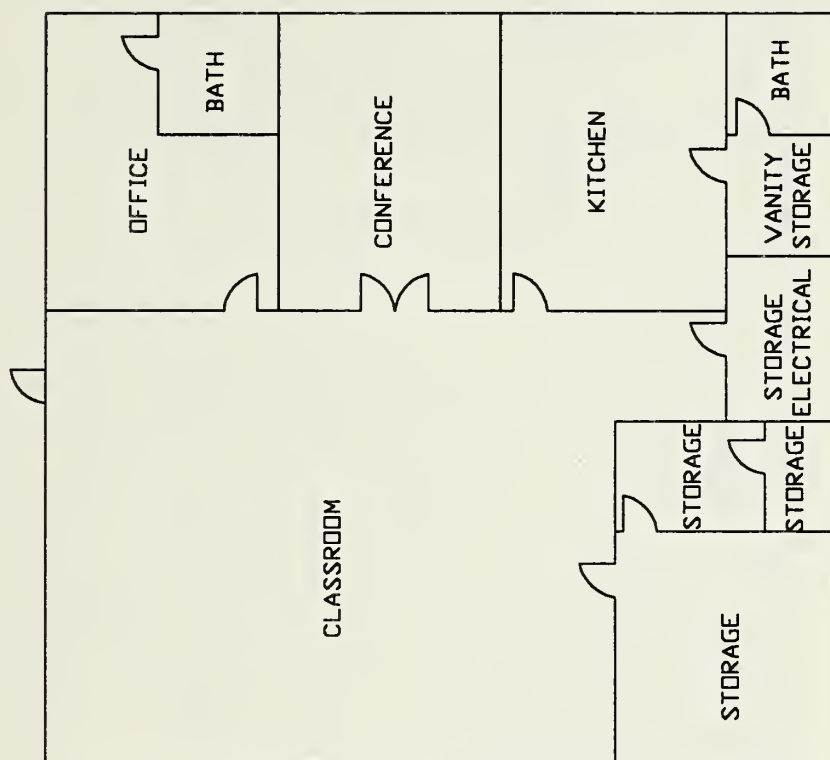 OFFICE
BATH
CONFERENCE
KITCHEN
BATH
VANITY
STORAGE
STORAGE
ELECTRICAL
CLASSROOM
STORAGE
STORAGE
STORAGE